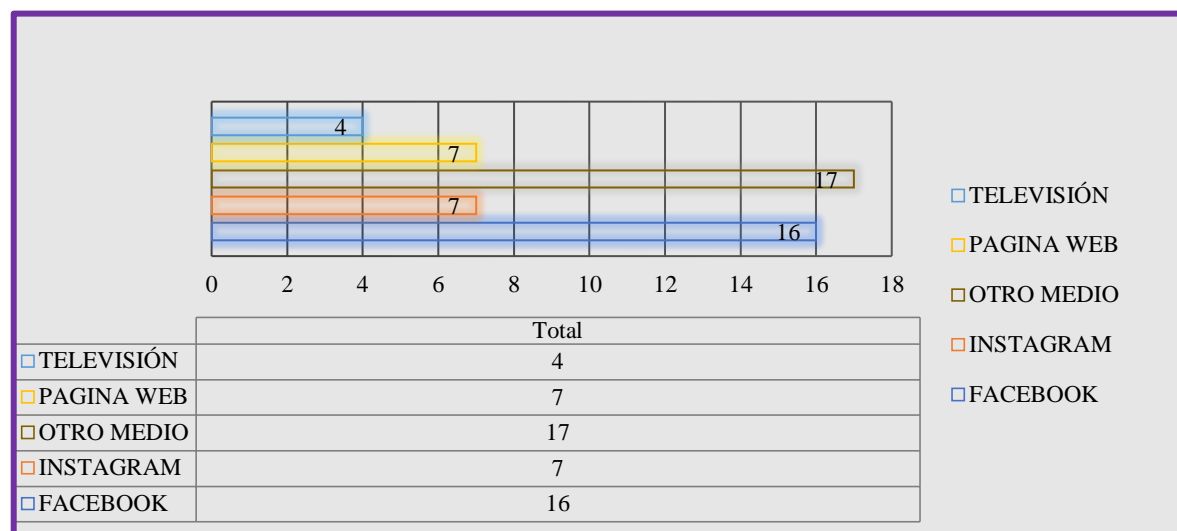 4
7
17
7
16
0 2 4 6 8 10 12 14 16 18
TELEVISIÓN
PAGINA WEB
OTRO MEDIO
INSTAGRAM
FACEBOOK
Total
TELEVISIÓN 4
PAGINA WEB 7
OTRO MEDIO 17
INSTAGRAM 7
FACEBOOK 16